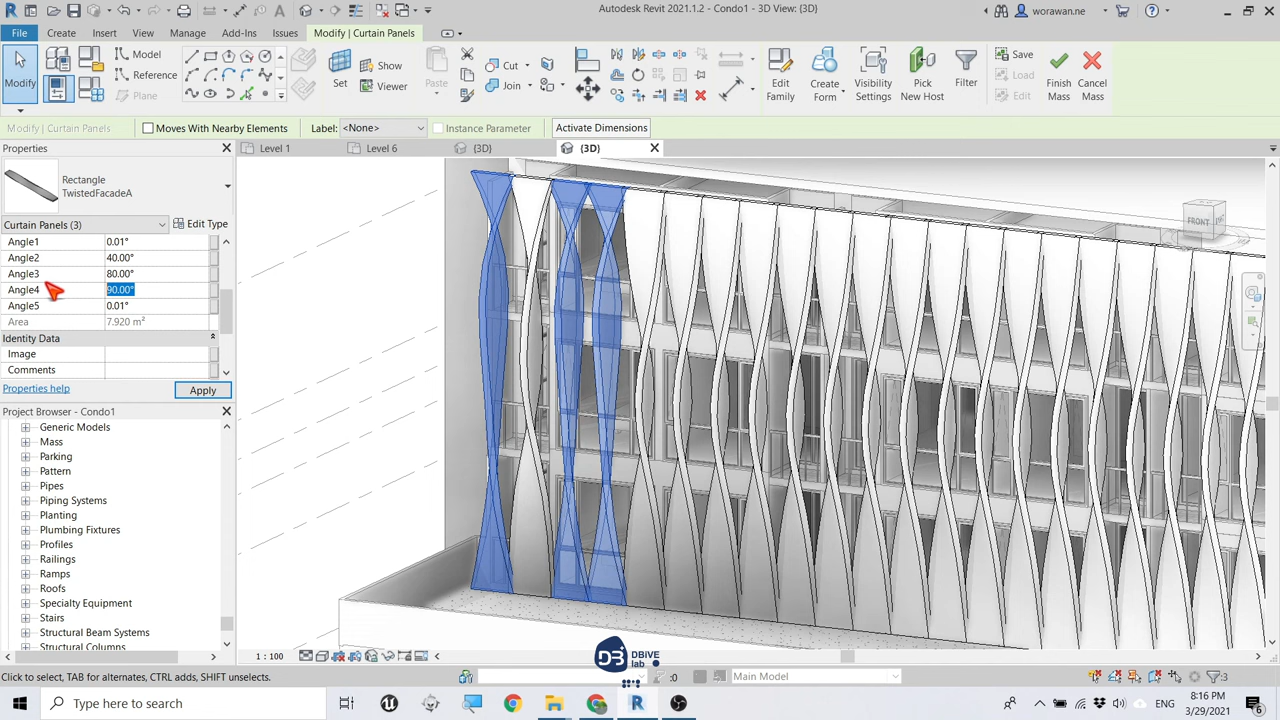 Autodesk Revit 2021.1.2 - Condo1 - 3D View: {3D}
worawan.ne
File Create Insert View Manage Add-Ins Issues Modify | Curtain Panels
Modify
Model
Reference
Plane
Set
Show
Viewer
Paste
Cut
Join
Edit Family
Create Form
Visibility Settings
Pick New Host
Filter
Save
Load
Edit
Finish Mass
Cancel Mass
Modify | Curtain Panels Moves With Nearby Elements Label: <None> Instance Parameter Activate Dimensions
Properties
Level 1 Level 6 {3D} {3D}
Rectangle
TwistedFacadeA
Curtain Panels (3) Edit Type
Angle1 0.01°
Angle2 40.00°
Angle3 80.00°
Angle4 90.00°
Angle5 0.01°
Area 7.920 m²
Identity Data
Image
Comments
Properties help Apply
FRONT
Project Browser - Condo1
Generic Models
Mass
Parking
Pattern
Pipes
Piping Systems
Planting
Plumbing Fixtures
Profiles
Railings
Ramps
Roofs
Specialty Equipment
Stairs
Structural Beam Systems
Structural Columns
1 : 100
D3 DBiVE
lab
Click to select, TAB for alternates, CTRL adds, SHIFT unselects. :0 Main Model :3
Type here to search
ENG
8:16 PM
3/29/2021
6